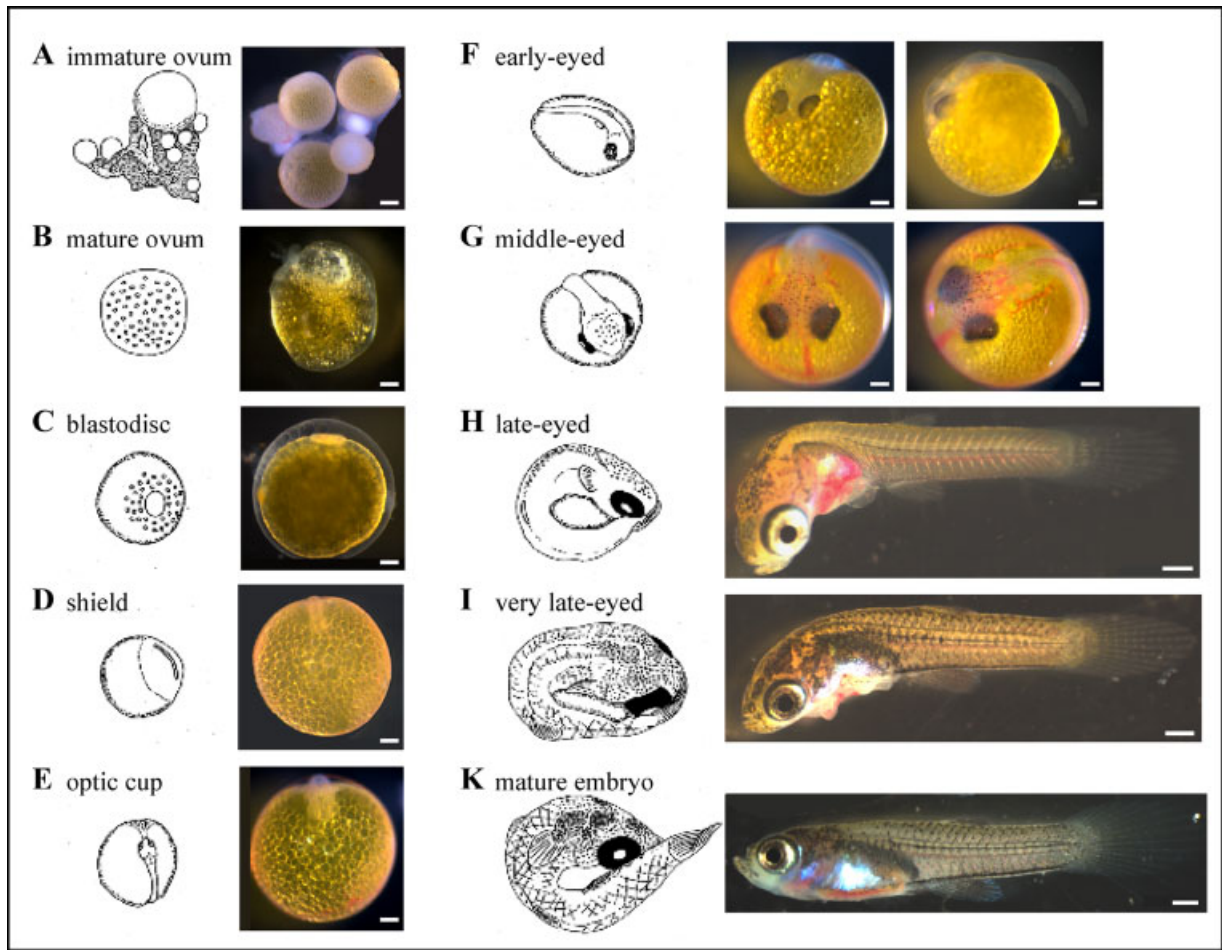 A immature ovum
B mature ovum
C blastodisc
D shield
E optic cup
F early-eyed
G middle-eyed
H late-eyed
I very late-eyed
K mature embryo